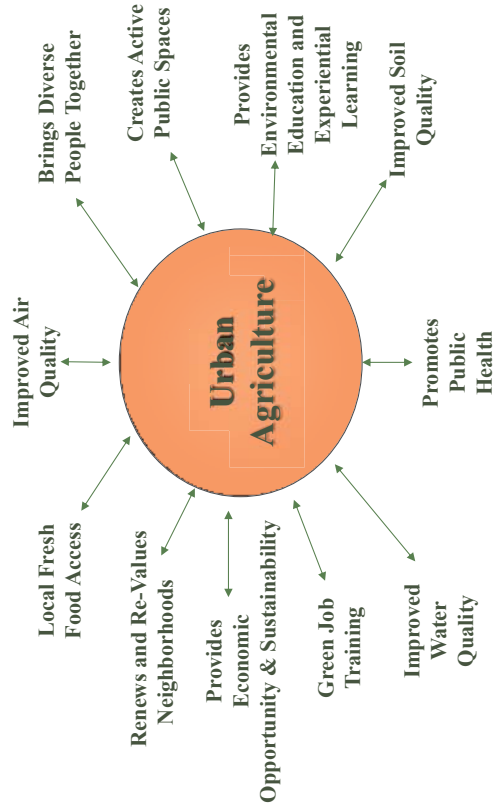 Improved Air
Quality
Brings Diverse
People Together
Creates Active
Public Spaces
Provides
Environmental
Education and
Experiential
Learning
Improved Soil
Quality
Promotes
Public
Health
Improved
Water
Quality
Green Job
Training
Provides
Economic
Opportunity & Sustainability
Renews and Re-Values
Neighborhoods
Local Fresh
Food Access
Urban
Agriculture